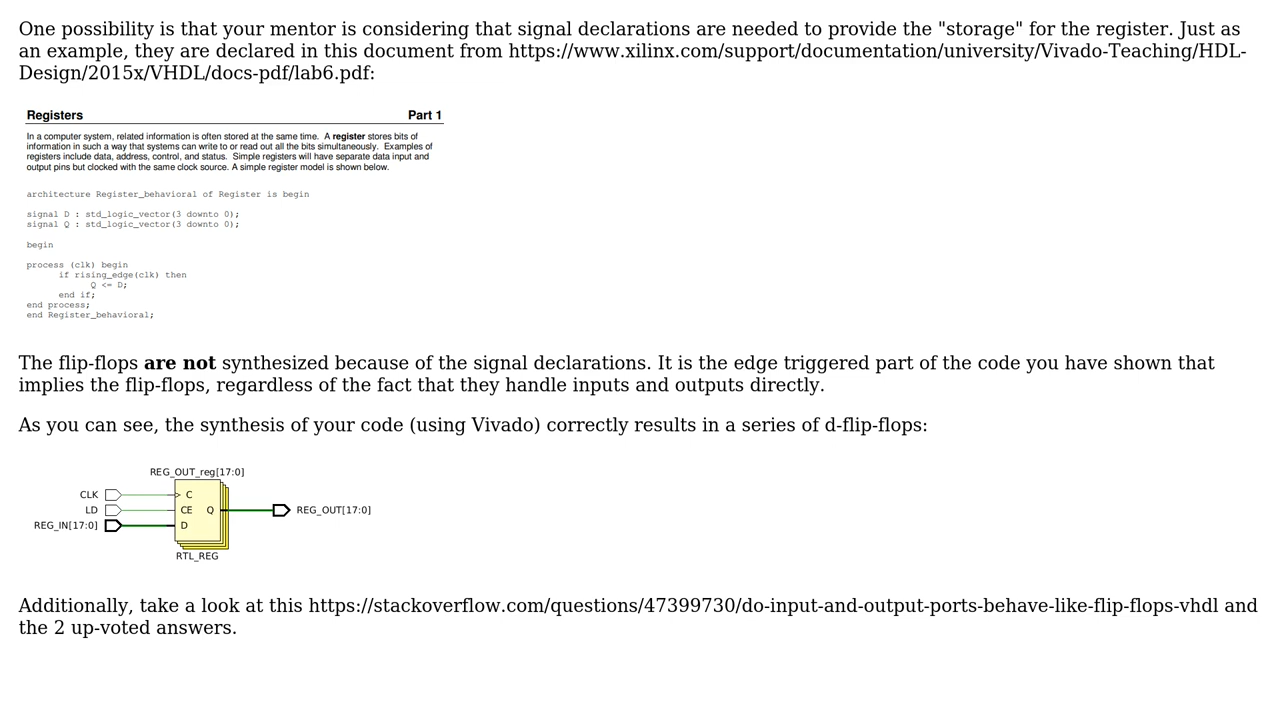 One possibility is that your mentor is considering that signal declarations are needed to provide the "storage" for the register. Just as
an example, they are declared in this document from https://www.xilinx.com/support/documentation/university/Vivado-Teaching/HDL-
Design/2015x/VHDL/docs-pdf/lab6.pdf:
Registers Part 1
In a computer system, related information is often stored at the same time. A register stores bits of
information in such a way that systems can write to or read out all the bits simultaneously. Examples of
registers include data, address, control, and status. Simple registers will have separate data input and
output pins but clocked with the same clock source. A simple register model is shown below.
architecture Register_behavioral of Register is begin
signal D : std_logic_vector(3 downto 0);
signal Q : std_logic_vector(3 downto 0);
begin
process (clk) begin
if rising_edge(clk) then
Q <= D;
end if;
end process;
end Register_behavioral;
The flip-flops are not synthesized because of the signal declarations. It is the edge triggered part of the code you have shown that
implies the flip-flops, regardless of the fact that they handle inputs and outputs directly.
As you can see, the synthesis of your code (using Vivado) correctly results in a series of d-flip-flops:
REG_OUT_reg[17:0]
CLK C
LD CE Q REG_OUT[17:0]
REG_IN[17:0] D
RTL_REG
Additionally, take a look at this https://stackoverflow.com/questions/47399730/do-input-and-output-ports-behave-like-flip-flops-vhdl and
the 2 up-voted answers.